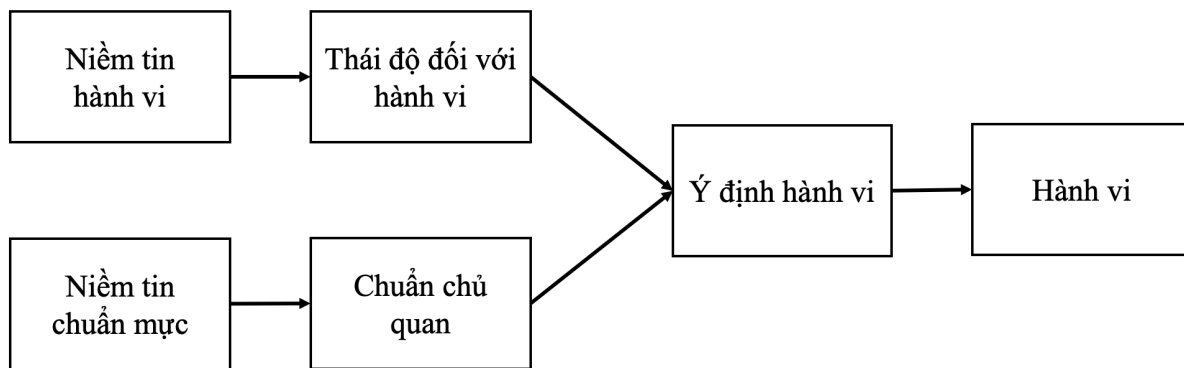 Niềm tin
hành vi
Thái độ đối với
hành vi
Ý định hành vi
Hành vi
Niềm tin
chuẩn mực
Chuẩn chủ
quan